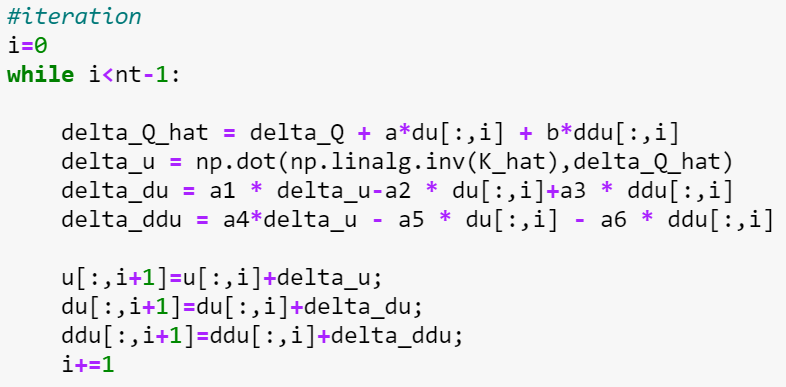 #iteration
i=0
while i<nt-1:
    delta_Q_hat = delta_Q + a*du[:,i] + b*ddu[:,i]
    delta_u = np.dot(np.linalg.inv(K_hat),delta_Q_hat)
    delta_du = a1 * delta_u-a2 * du[:,i]+a3 * ddu[:,i]
    delta_ddu = a4*delta_u - a5 * du[:,i] - a6 * ddu[:,i]
    u[:,i+1]=u[:,i]+delta_u;
    du[:,i+1]=du[:,i]+delta_du;
    ddu[:,i+1]=ddu[:,i]+delta_ddu;
    i+=1